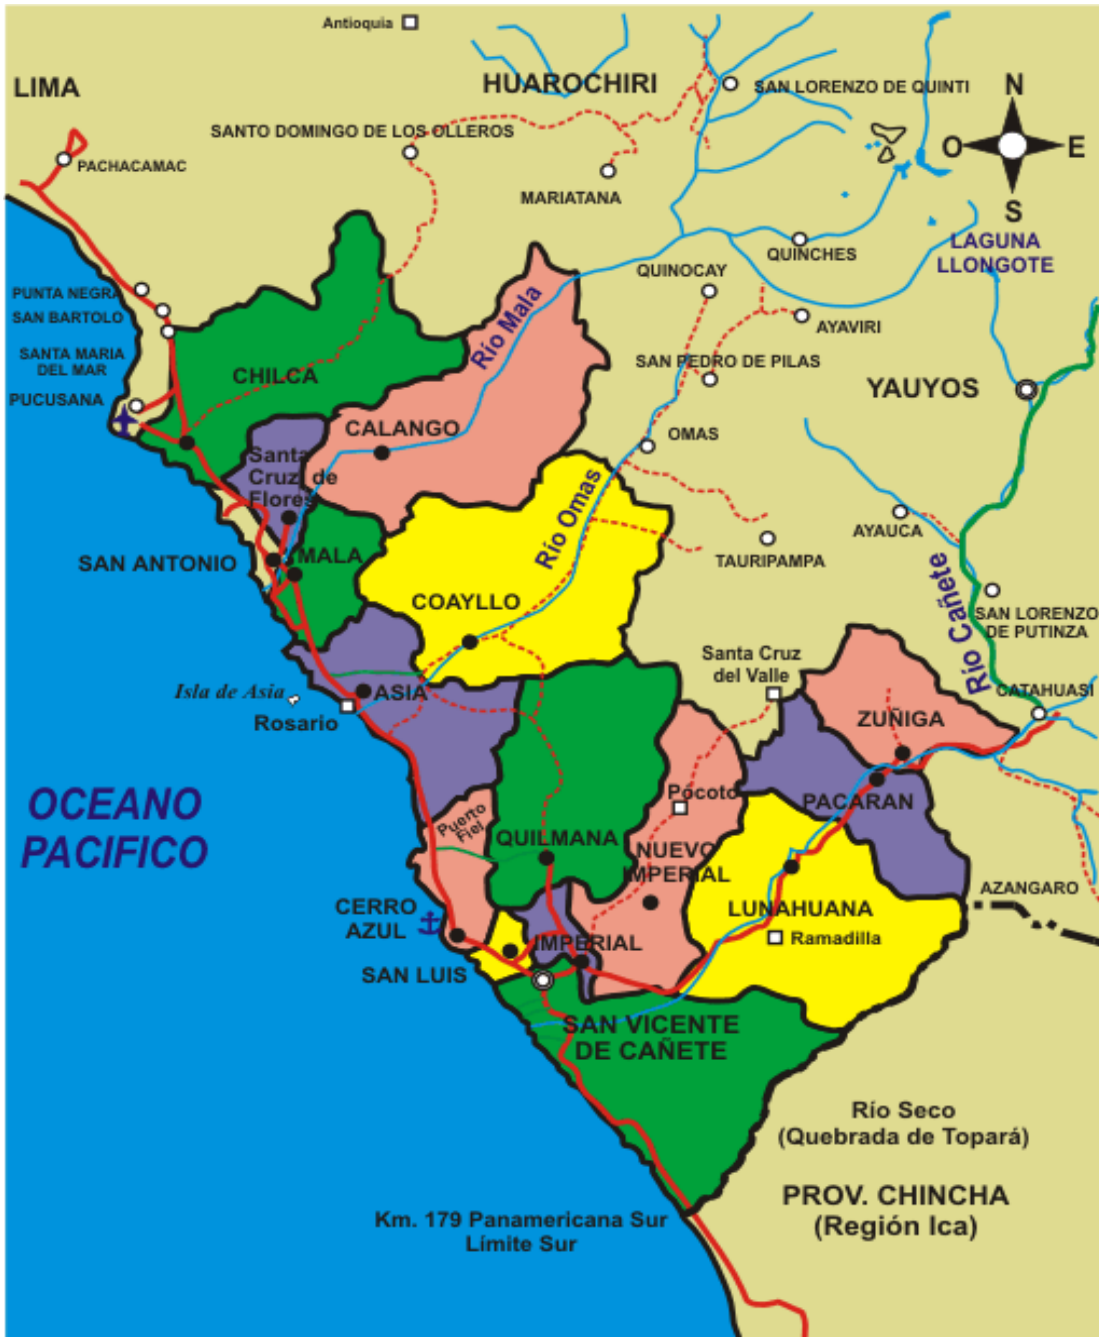 Antioquia
LIMA
HUAROCHIRI
SAN LORENZO DE QUINTI
N
SANTO DOMINGO DE LOS OLLEROS
O
E
PACHACAMAC
MARIATANA
S
LAGUNA
LLONGOTE
QUINCHES
QUINOCAY
PUNTA NEGRA
SAN BARTOLO
Río Mala
AYAVIRI
SANTA MARIA
DEL MAR
SAN PEDRO DE PILAS
CHILCA
YAUYOS
PUCUSANA
CALANGO
OMAS
Santa
Cruz de
Flores
Río Omas
AYAUCA
SAN ANTONIO
MALA
TAURIPAMPA
COAYLLO
Río Cañete
SAN LORENZO
DE PUTINZA
Santa Cruz
del Valle
Isla de Asia
ASIA
CATAHUASI
Rosario
ZUÑIGA
OCEANO
PACIFICO
Pócoto
PACARAN
Puerto
Fiel
QUILMANA
NUEVO
IMPERIAL
AZANGARO
CERRO
AZUL
LUNAHUANA
IMPERIAL
Ramadilla
SAN LUIS
SAN VICENTE
DE CAÑETE
Río Seco
(Quebrada de Topará)
PROV. CHINCHA
(Región Ica)
Km. 179 Panamericana Sur
Límite Sur